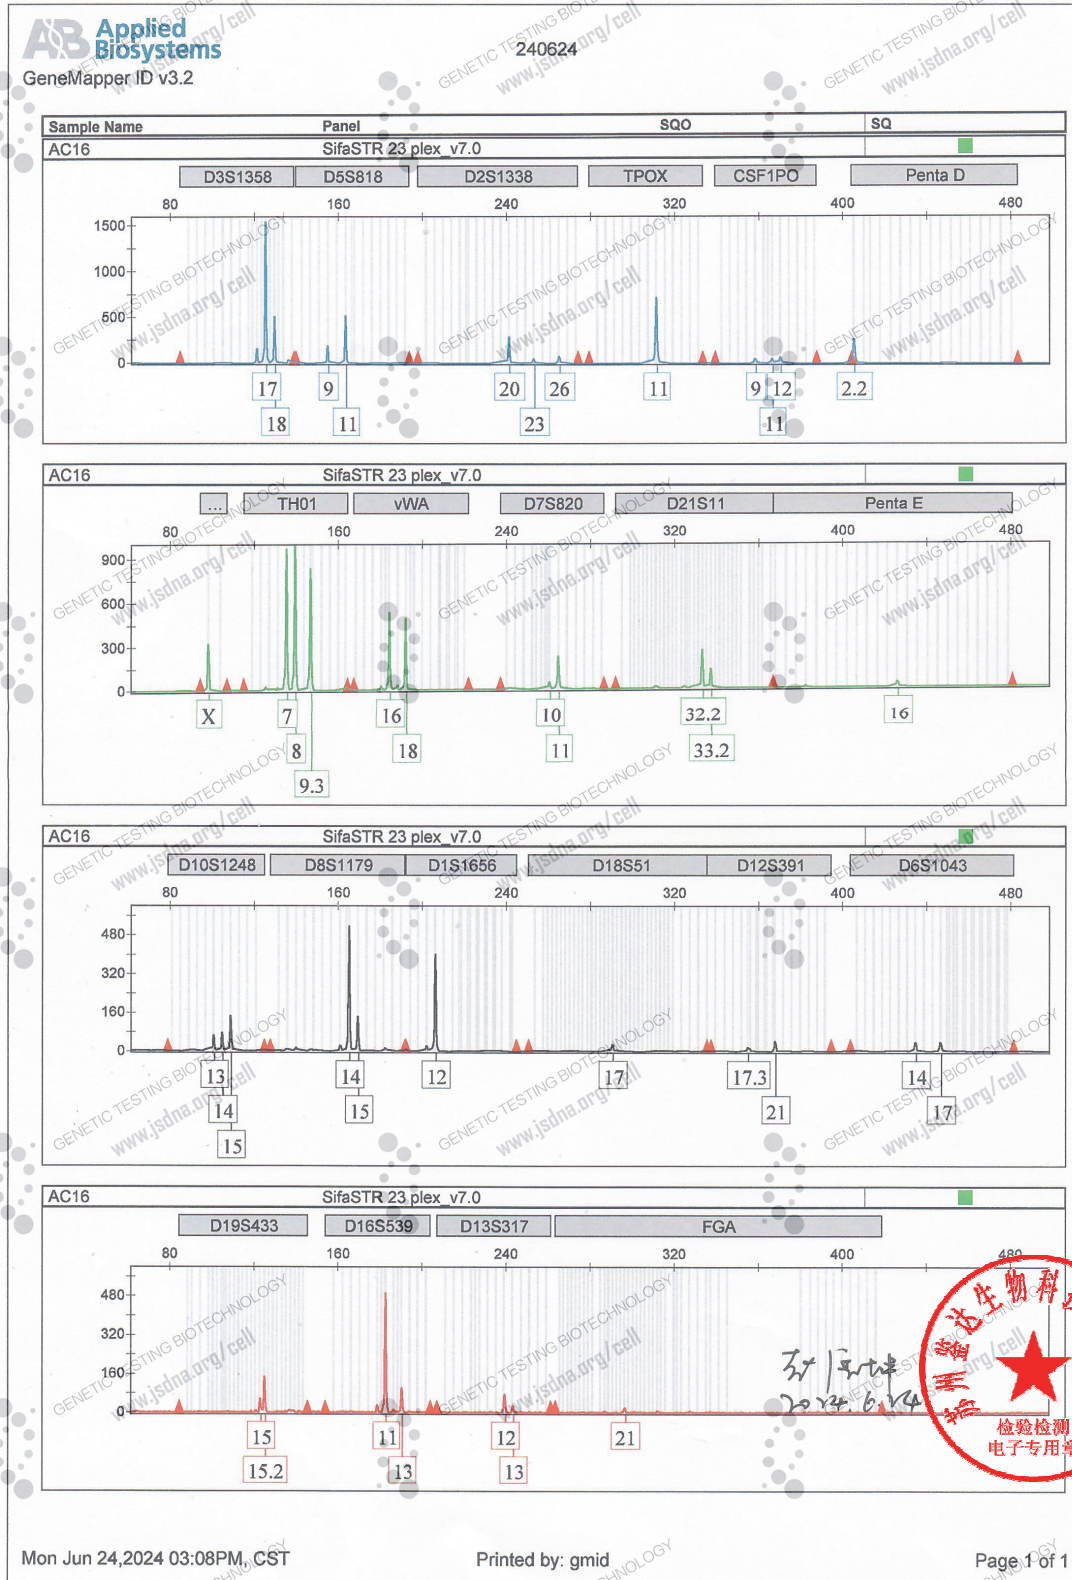 Applied
Biosystems
240624
GeneMapper ID v3.2
Sample Name Panel SQO SQ
AC16 SifaSTR 23 plex_v7.0
D3S1358 D5S818 D2S1338 TPOX CSF1PO Penta D
80 160 240 320 400 480
1500
1000
500
0
17 9 20 26 11 9 12 2.2
18 11 23 11
AC16 SifaSTR 23 plex_v7.0
... TH01 vWA D7S820 D21S11 Penta E
80 160 240 320 400 480
900
600
300
0
X 7 16 10 32.2 16
8 18 11 33.2
9.3
AC16 SifaSTR 23 plex_v7.0
D10S1248 D8S1179 D1S1656 D18S51 D12S391 D6S1043
80 160 240 320 400 480
480
320
160
0
13 14 12 17 17.3 14
14 15 21 17
15
AC16 SifaSTR 23 plex_v7.0
D19S433 D16S539 D13S317 FGA
80 160 240 320 400 480
480
320
160
0
15 11 12 21
15.2 13 13
2024.6.24
州鉴达生物科
检验检测
电子专用章
Mon Jun 24,2024 03:08PM, CST Printed by: gmid Page 1 of 1
GENETIC TESTING BIOTECHNOLOGY
www.jsdna.org/cell